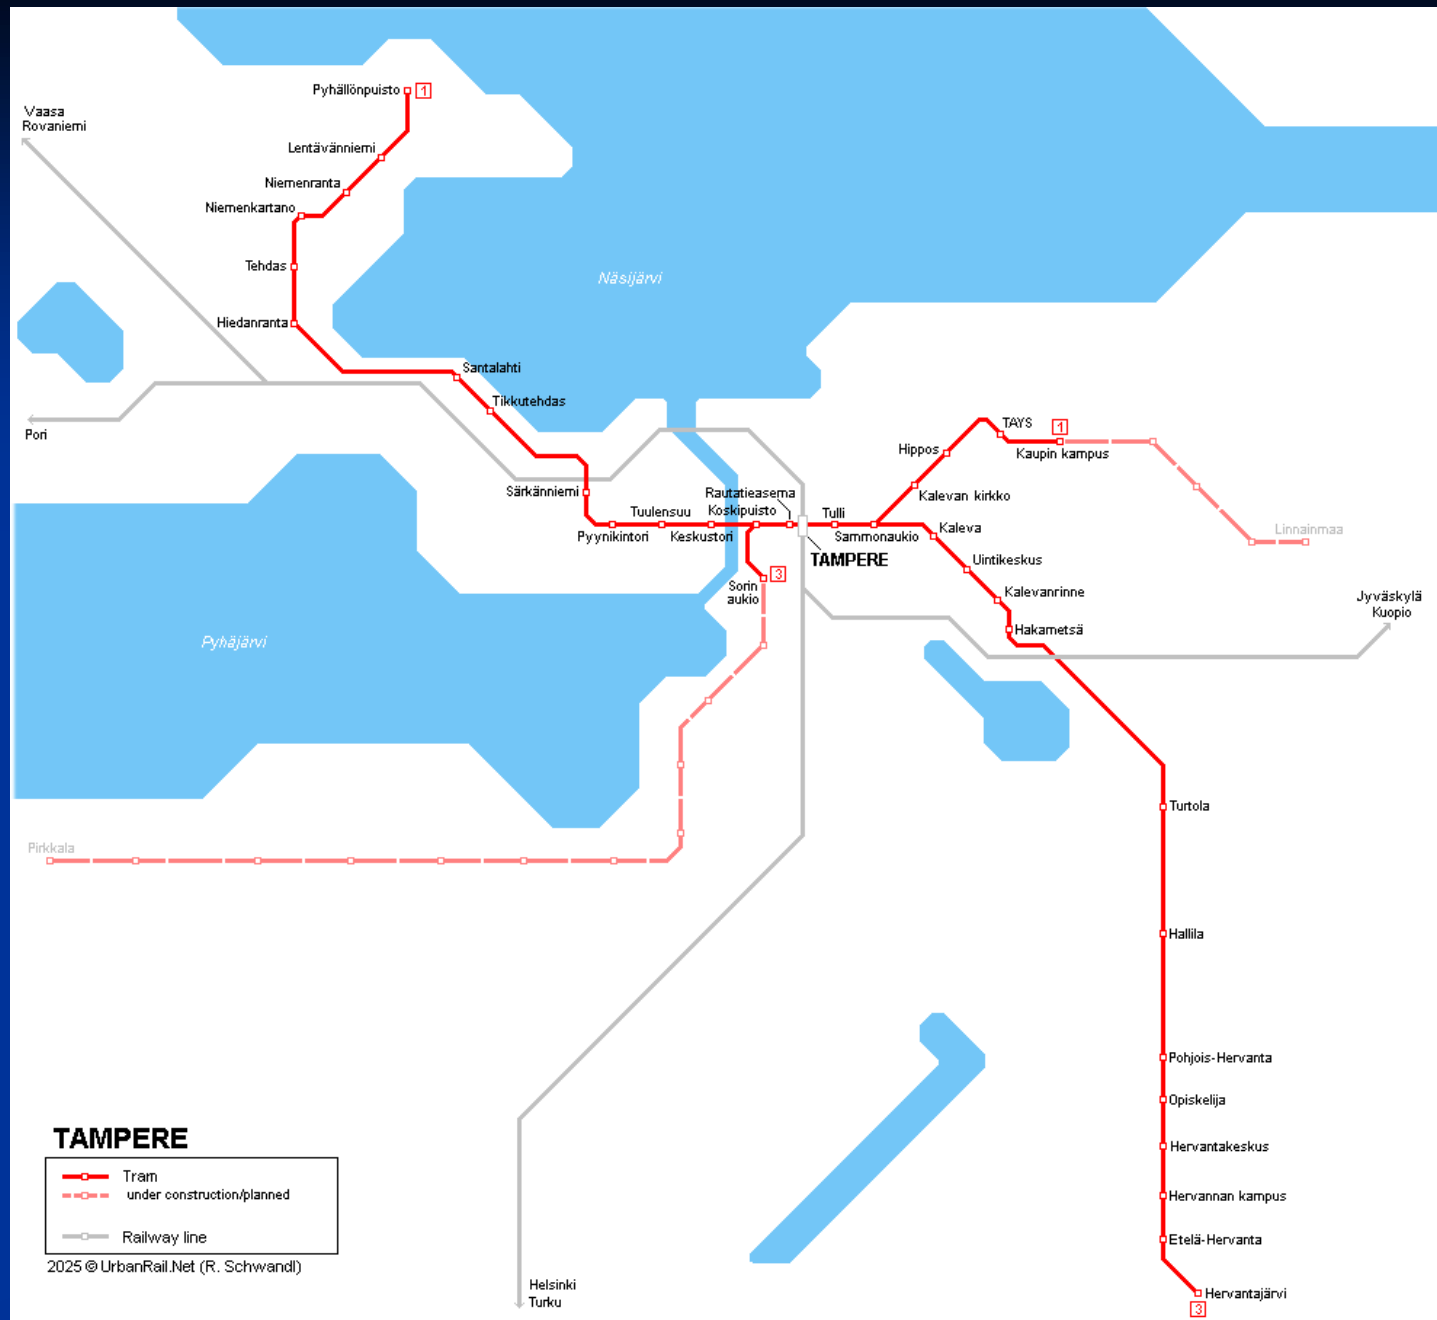 Pyhällönpuisto
1
Vaasa
Rovaniemi
Lentävänniemi
Niemenranta
Niemenkartano
Tehdas
Näsijärvi
Hiedanranta
Santalahti
Tikkutehdas
Pori
TAYS
1
Hippos
Kaupin kampus
Särkänniemi
Rautatieasema
Kalevan kirkko
Tuulensuu
Koskipuisto
Tulli
Pyynikintori
Keskustori
Sammonaukio
Kaleva
Linnainmaa
TAMPERE
Uintikeskus
3
Sorin
aukio
Kalevanrinne
Jyväskylä
Kuopio
Hakametsä
Pyhäjärvi
Turtola
Pirkkala
Hallila
Pohjois-Hervanta
Opiskelija
Hervantakeskus
Hervannan kampus
Etelä-Hervanta
Hervantajärvi
3
TAMPERE
Tram
under construction/planned
Railway line
2025 © UrbanRail.Net (R. Schwandl)
Helsinki
Turku